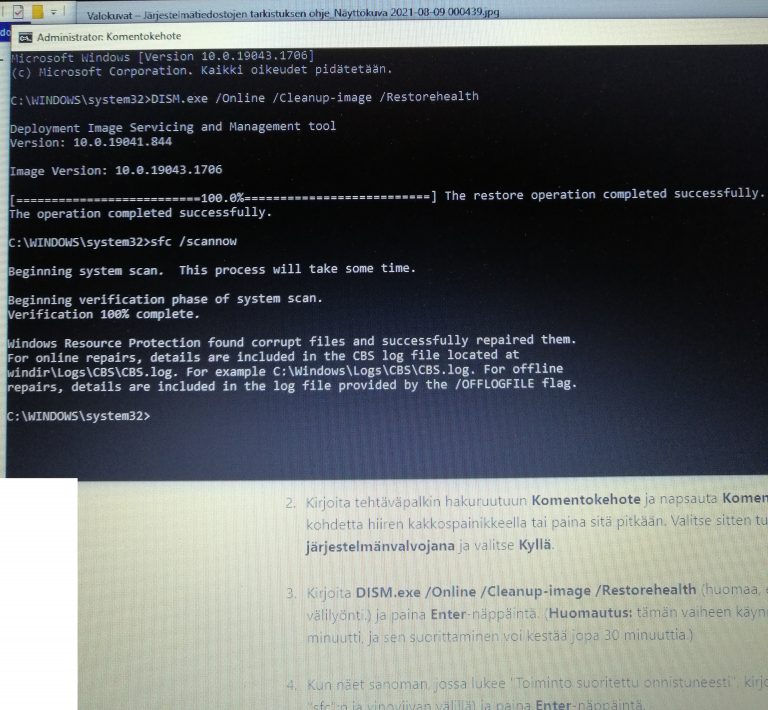 Valokuvat – Järjestelmätiedostojen tarkistuksen ohje_Näyttökuva 2021-08-09 000439.jpg
Administrator: Komentokehote
Microsoft Windows [Version 10.0.19043.1706]
(c) Microsoft Corporation. Kaikki oikeudet pidätetään.
C:\WINDOWS\system32>DISM.exe /Online /Cleanup-image /Restorehealth
Deployment Image Servicing and Management tool
Version: 10.0.19041.844
Image Version: 10.0.19043.1706
[==========================100.0%==========================] The restore operation completed successfully.
The operation completed successfully.
C:\WINDOWS\system32>sfc /scannow
Beginning system scan.  This process will take some time.
Beginning verification phase of system scan.
Verification 100% complete.
Windows Resource Protection found corrupt files and successfully repaired them.
For online repairs, details are included in the CBS log file located at
windir\Logs\CBS\CBS.log. For example C:\Windows\Logs\CBS\CBS.log. For offline
repairs, details are included in the log file provided by the /OFFLOGFILE flag.
C:\WINDOWS\system32>
2. Kirjoita tehtäväpalkin hakuruutuun Komentokehote ja napsauta Komen
kohdetta hiiren kakkospainikkeella tai paina sitä pitkään. Valitse sitten tu
järjestelmänvalvojana ja valitse Kyllä.
3. Kirjoita DISM.exe /Online /Cleanup-image /Restorehealth (huomaa,
välilyönti.) ja paina Enter-näppäintä. (Huomautus: tämän vaiheen käynn
minuutti, ja sen suorittaminen voi kestää jopa 30 minuuttia.)
4. Kun näet sanoman, jossa lukee "Toiminto suoritettu onnistuneesti", kirjo
"sfc":n ja vinoviivan välillä) ja paina Enter-näppäintä.